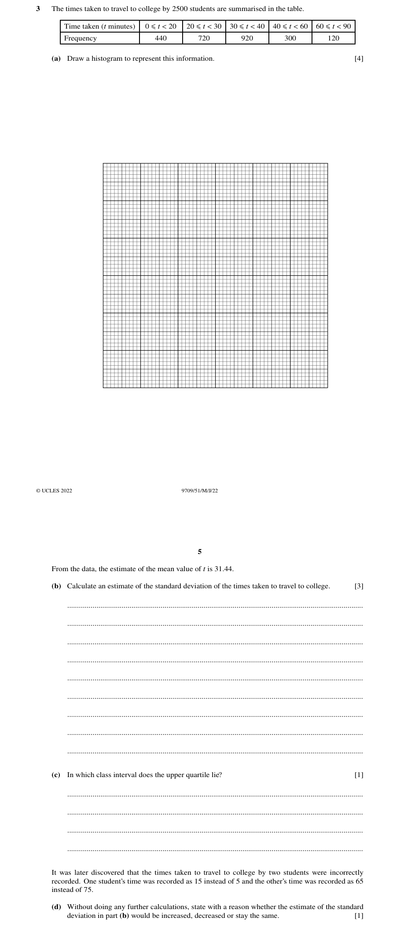 3 The times taken to travel to college by 2500 students are summarised in the table.
Time taken (t minutes) 0 ⩽ t < 20 20 ⩽ t < 30 30 ⩽ t < 40 40 ⩽ t < 60 60 ⩽ t < 90
Frequency 440 720 920 300 120
(a) Draw a histogram to represent this information. [4]
© UCLES 2022 9709/51/M/J/22
5
From the data, the estimate of the mean value of t is 31.44.
(b) Calculate an estimate of the standard deviation of the times taken to travel to college. [3]
(c) In which class interval does the upper quartile lie? [1]
It was later discovered that the times taken to travel to college by two students were incorrectly
recorded. One student's time was recorded as 15 instead of 5 and the other's time was recorded as 65
instead of 75.
(d) Without doing any further calculations, state with a reason whether the estimate of the standard
deviation in part (b) would be increased, decreased or stay the same. [1]